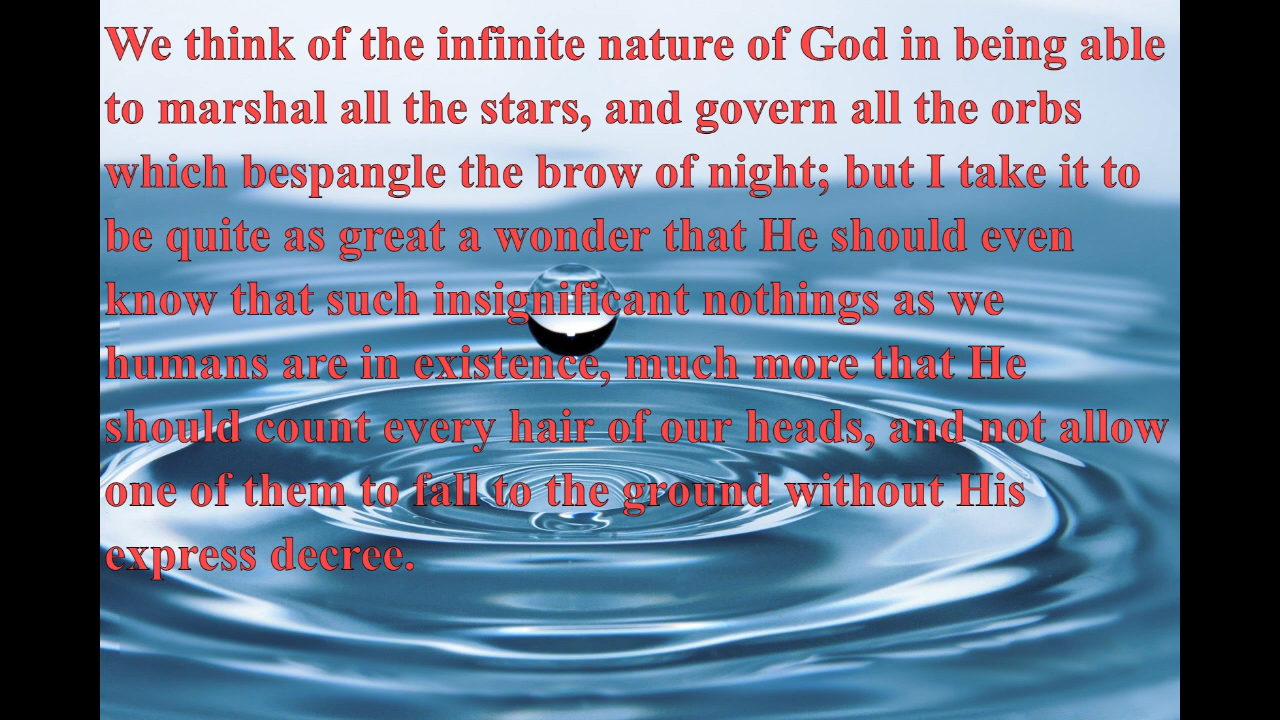 We think of the infinite nature of God in being able
to marshal all the stars, and govern all the orbs
which bespangle the brow of night; but I take it to
be quite as great a wonder that He should even
know that such insignificant nothings as we
humans are in existence, much more that He
should count every hair of our heads, and not allow
one of them to fall to the ground without His
express decree.